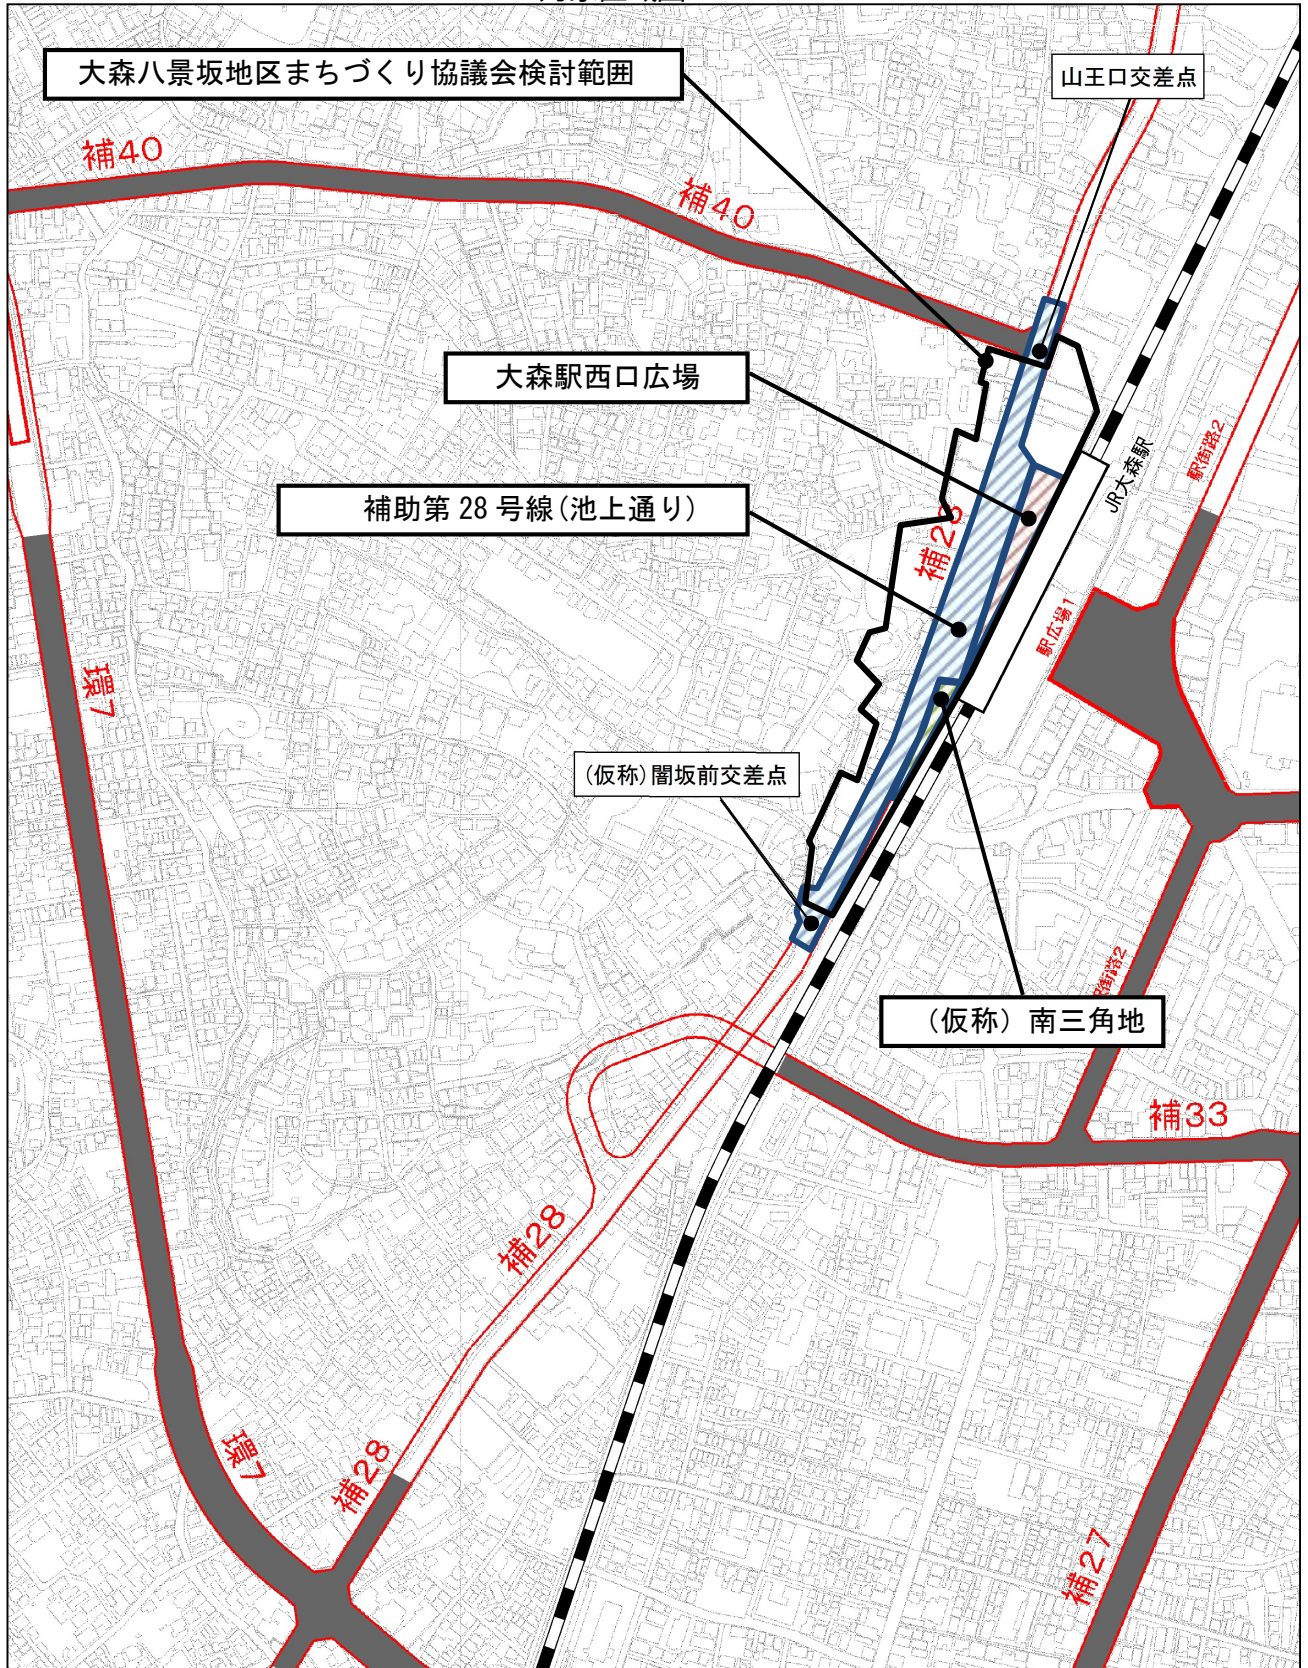 大森八景坂地区まちづくり協議会検討範囲
山王口交差点
補40
補40
大森駅西口広場
JR大森駅
駅街路2
補助第28号線(池上通り)
補28
駅広場1
環7
(仮称)闇坂前交差点
駅街路2
(仮称)南三角地
補33
補28
環7
補28
補27